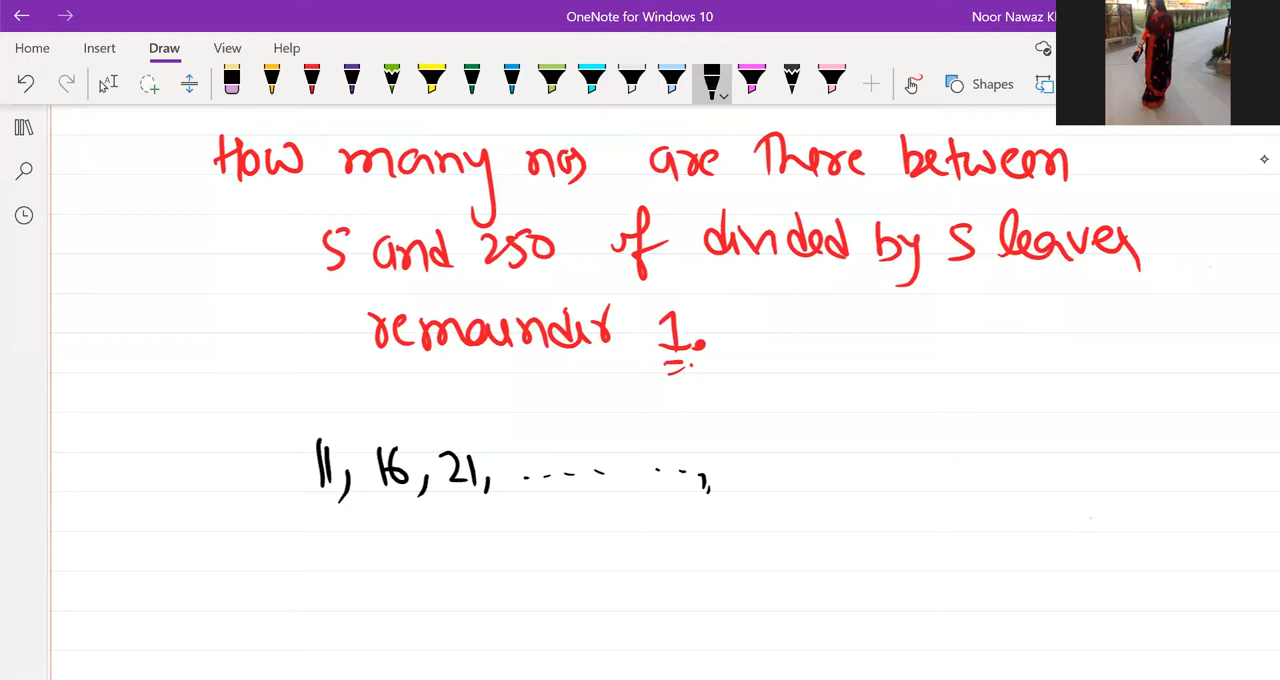 OneNote for Windows 10
Noor Nawaz Kh
Home Insert Draw View Help
Shapes
How many nos are there between
5 and 250 if divided by 5 leaves
remainder 1.
11, 16, 21, .... ...,